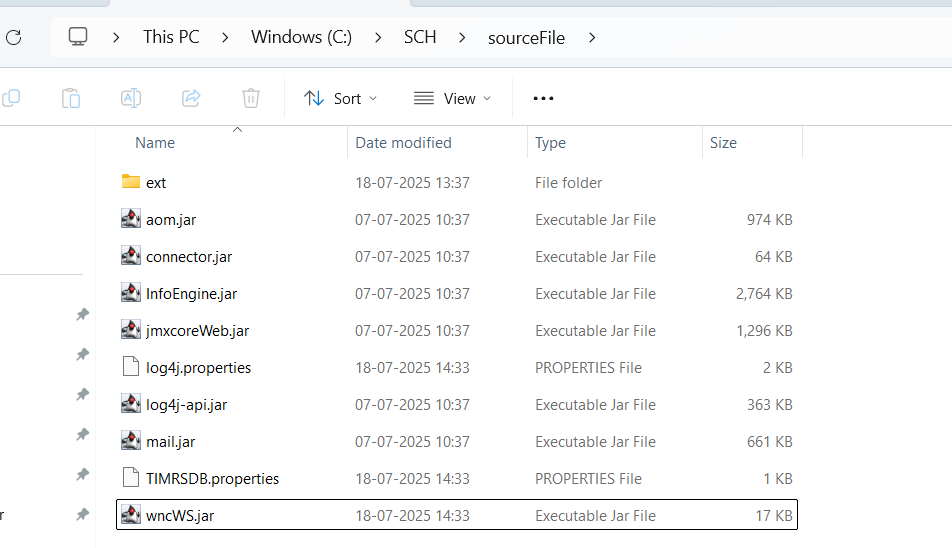 This PC > Windows (C:) > SCH > sourceFile >
Sort View ...
Name Date modified Type Size
ext 18-07-2025 13:37 File folder
aom.jar 07-07-2025 10:37 Executable Jar File 974 KB
connector.jar 07-07-2025 10:37 Executable Jar File 64 KB
InfoEngine.jar 07-07-2025 10:37 Executable Jar File 2,764 KB
jmxcoreWeb.jar 07-07-2025 10:37 Executable Jar File 1,296 KB
log4j.properties 18-07-2025 14:33 PROPERTIES File 2 KB
log4j-api.jar 07-07-2025 10:37 Executable Jar File 363 KB
mail.jar 07-07-2025 10:37 Executable Jar File 661 KB
TIMRSDB.properties 18-07-2025 14:33 PROPERTIES File 1 KB
r wncWS.jar 18-07-2025 14:33 Executable Jar File 17 KB